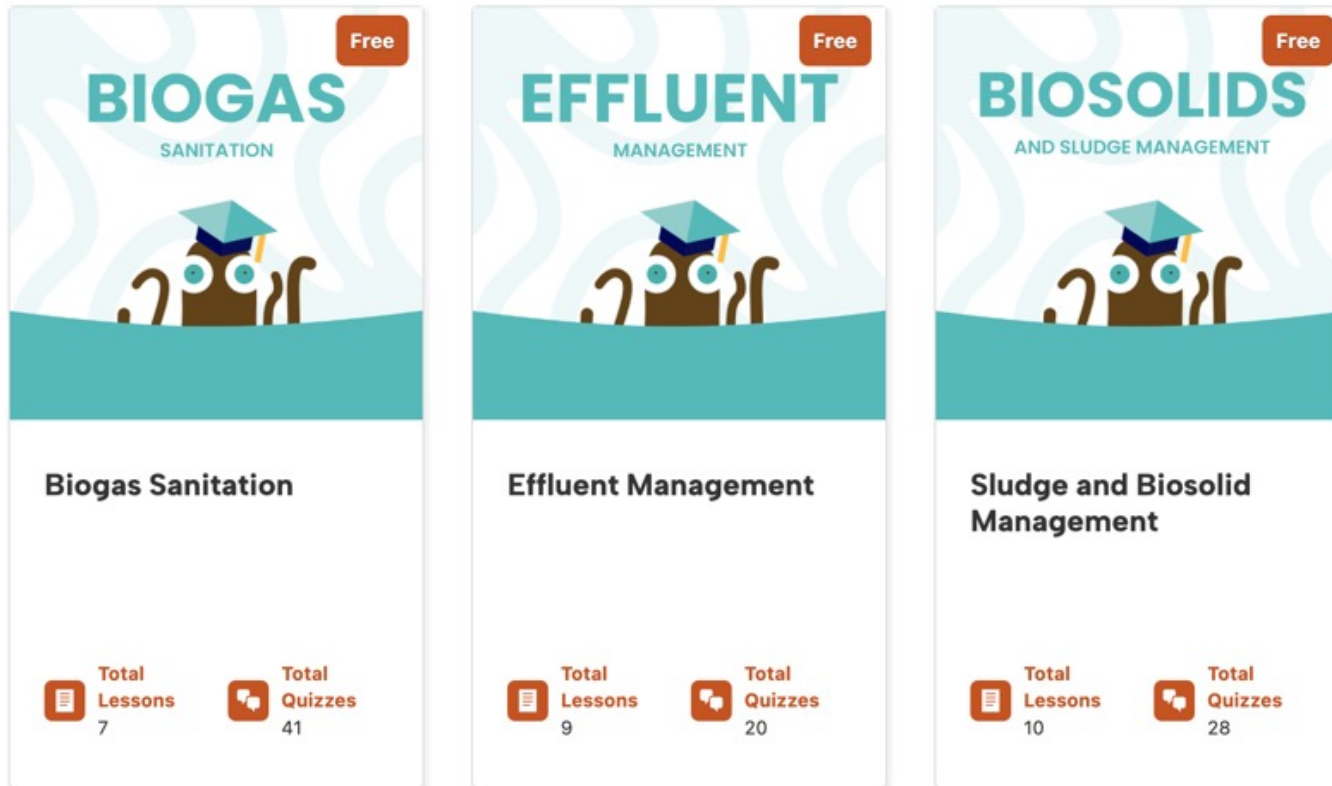 Free
BIOGAS
SANITATION
Biogas Sanitation
Total
Lessons
7
Total
Quizzes
41
Free
EFFLUENT
MANAGEMENT
Effluent Management
Total
Lessons
9
Total
Quizzes
20
Free
BIOSOLIDS
AND SLUDGE MANAGEMENT
Sludge and Biosolid
Management
Total
Lessons
10
Total
Quizzes
28